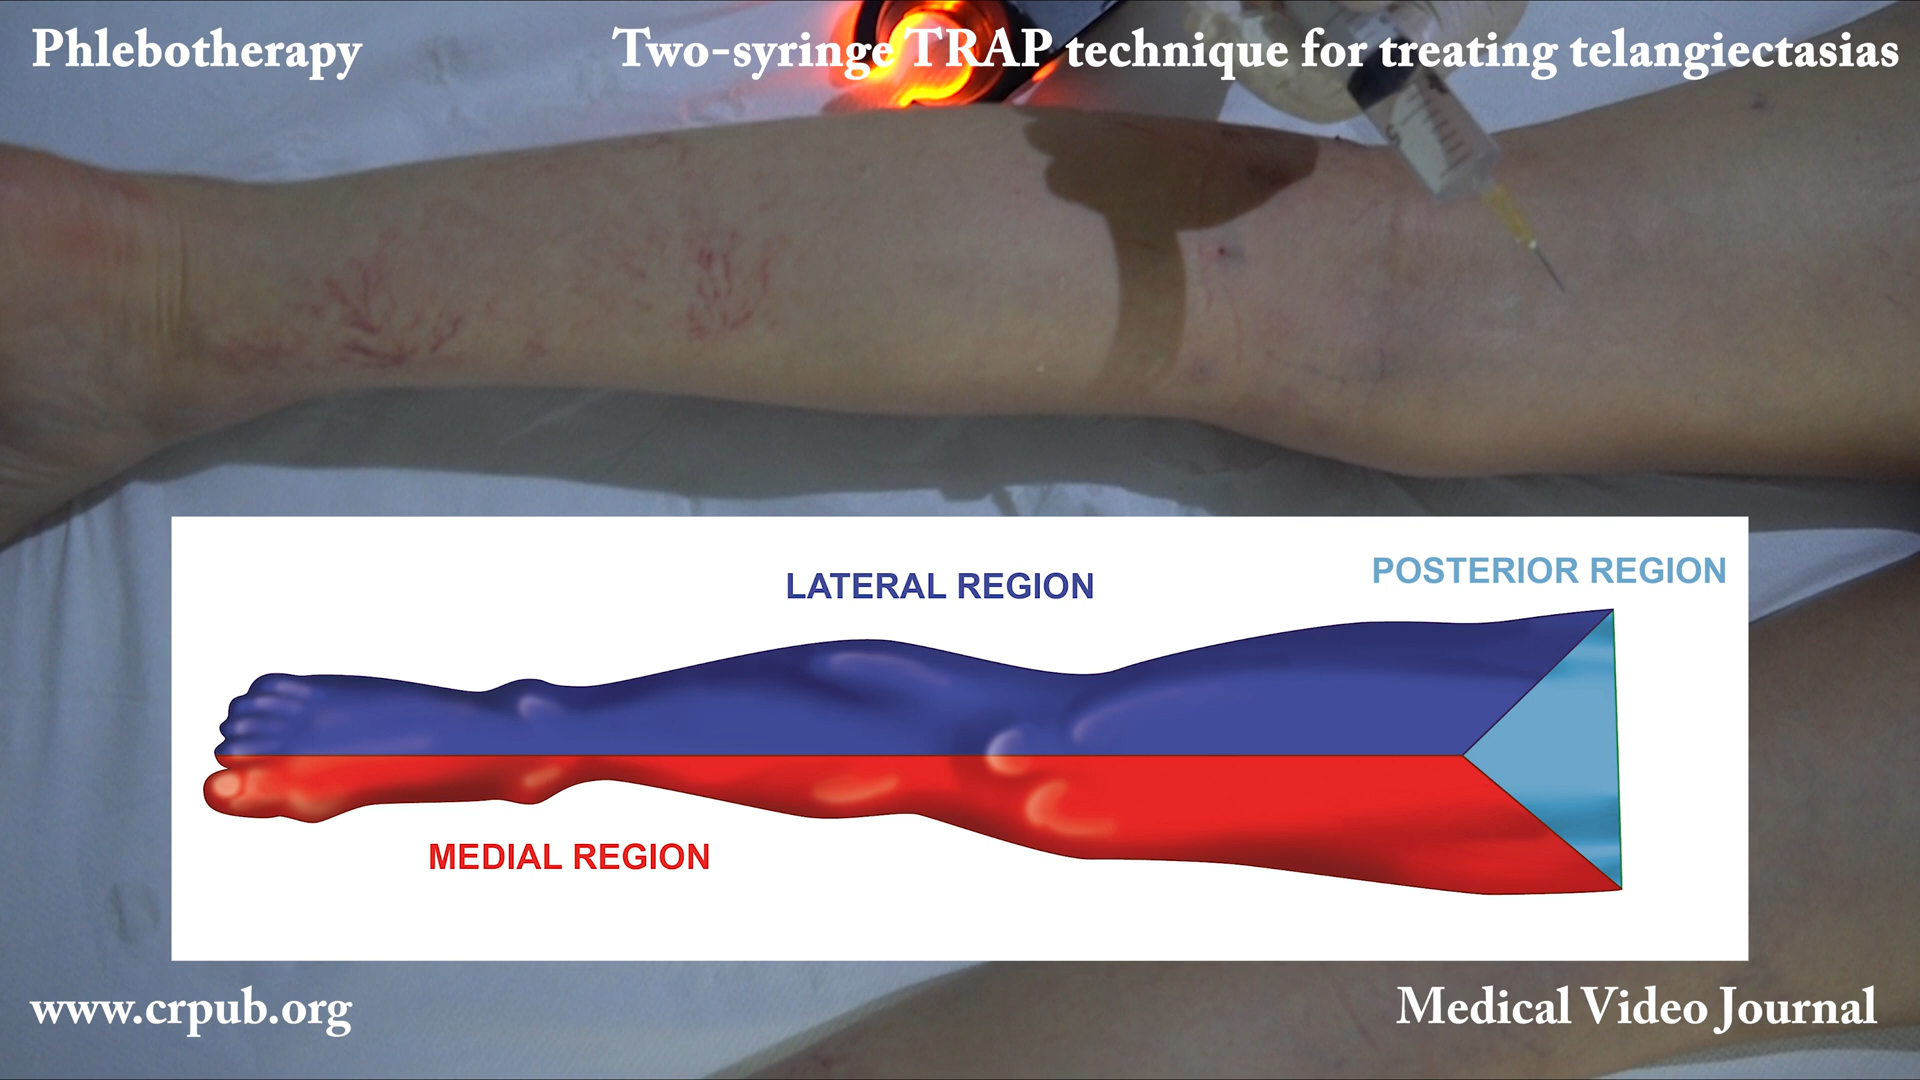 Phlebotherapy
Two-syringe TRAP technique for treating telangiectasias
LATERAL REGION
POSTERIOR REGION
MEDIAL REGION
www.crpub.org
Medical Video Journal